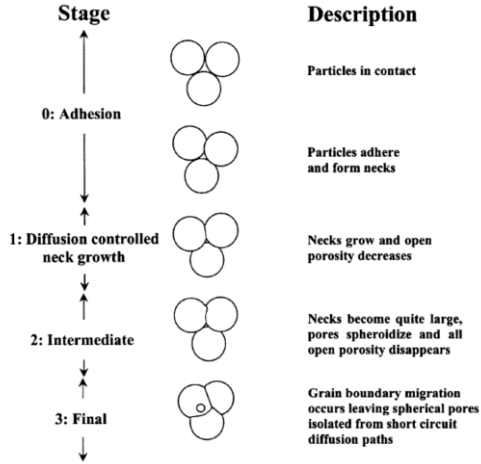 Stage
Description
Particles in contact
0: Adhesion
Particles adhere
and form necks
1: Diffusion controlled
neck growth
Necks grow and open
porosity decreases
2: Intermediate
Necks become quite large,
pores spheroidize and all
open porosity disappears
3: Final
Grain boundary migration
occurs leaving spherical pores
isolated from short circuit
diffusion paths